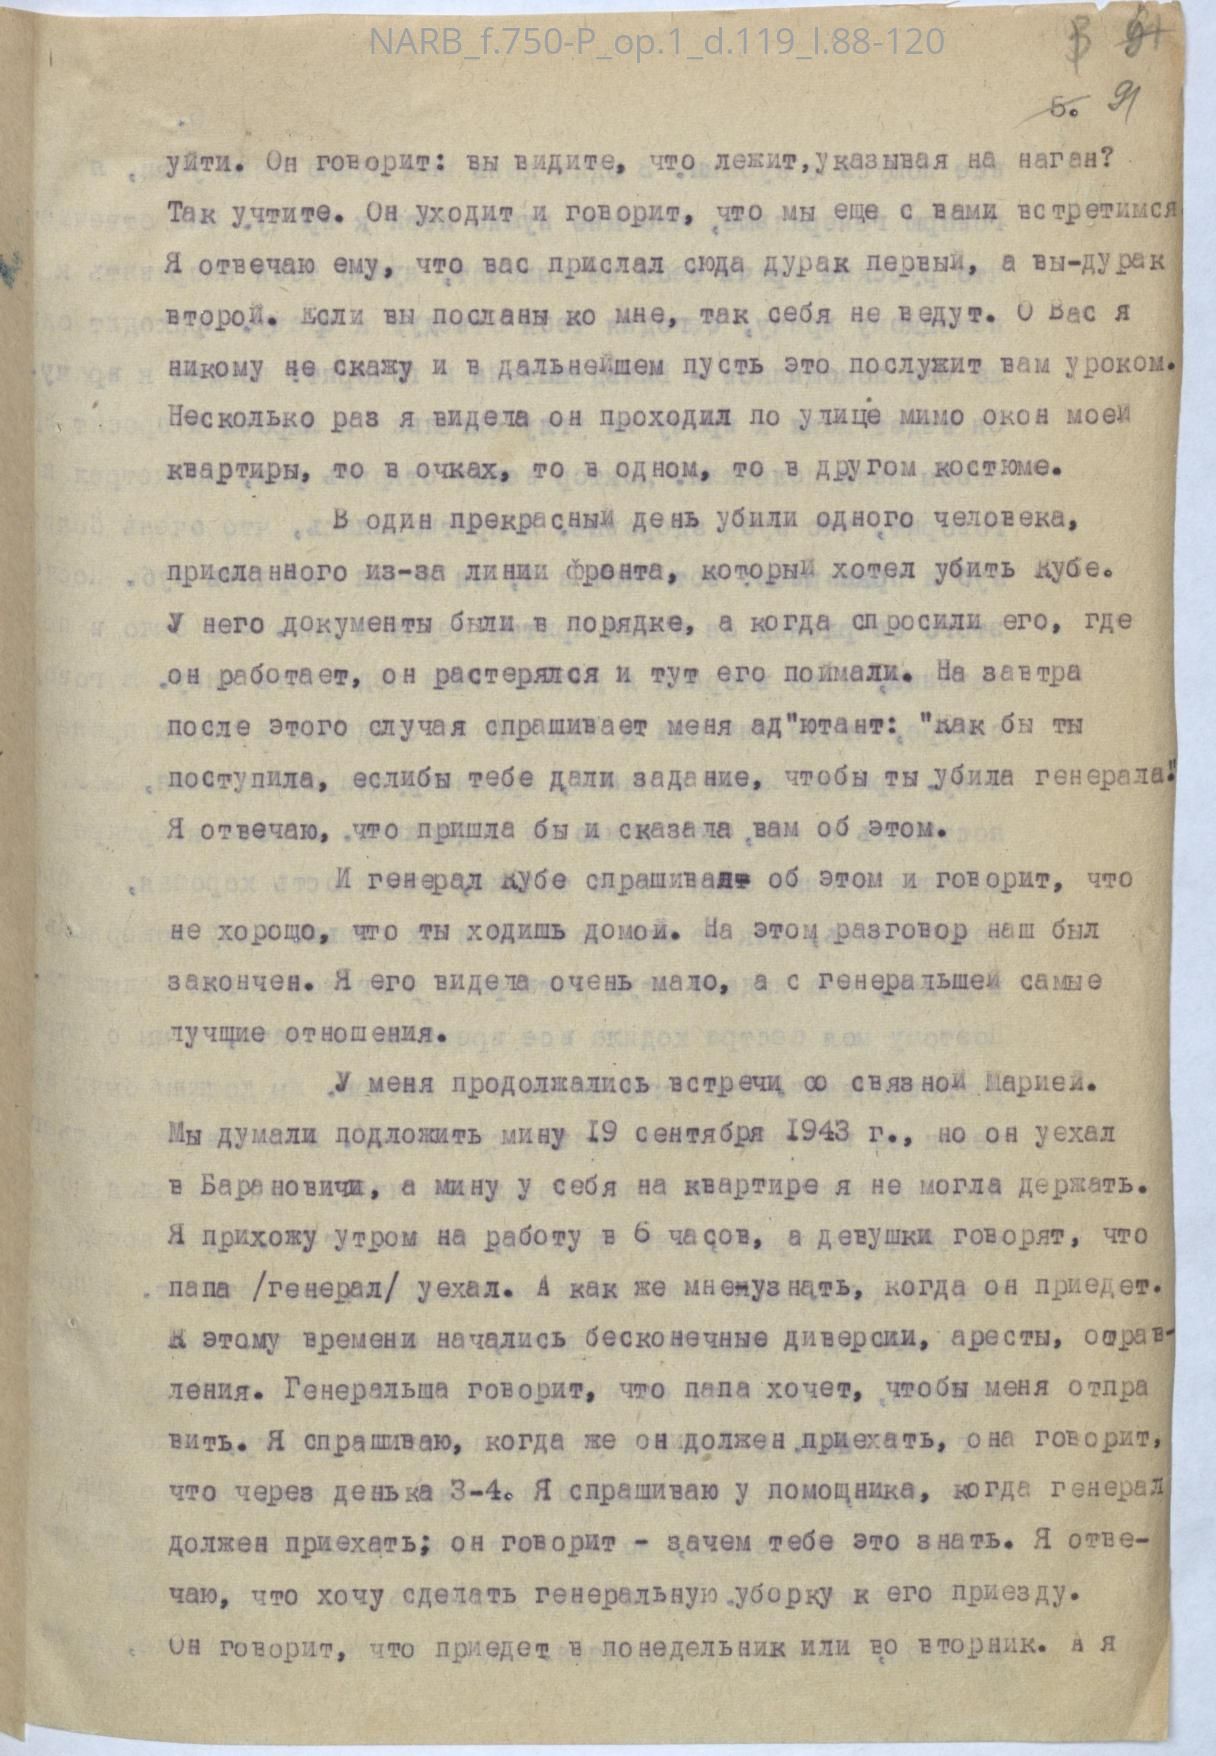 NARB_f.750-P_op.1_d.119_l.88-120
5. 91
уйти. Он говорит: вы видите, что лежит,указывая на наган?
Так учтите. Он уходит и говорит, что мы еще с вами встретимся
Я отвечаю ему, что вас прислал сюда дурак первый, а вы-дурак
второй. Если вы посланы ко мне, так себя не ведут. О Вас я
никому не скажу и в дальнейшем пусть это послужит вам уроком.
Несколько раз я видела он проходил по улице мимо окон моей
квартиры, то в очках, то в одном, то в другом костюме.
В один прекрасный день убили одного человека,
присланного из-за линии фронта, который хотел убить Кубе.
У него документы были в порядке, а когда спросили его, где
он работает, он растерялся и тут его поймали. На завтра
после этого случая спрашивает меня ад"ютант: "Как бы ты
поступила, еслибы тебе дали задание, чтобы ты убила генерала."
Я отвечаю, что пришла бы и сказала вам об этом.
И генерал Кубе спрашивал об этом и говорит, что
не хорошо, что ты ходишь домой. На этом разговор наш был
закончен. Я его видела очень мало, а с генеральшей самые
лучшие отношения.
У меня продолжались встречи со связной Марией.
Мы думали подложить мину 19 сентября 1943 г., но он уехал
в Барановичи, а мину у себя на квартире я не могла держать.
Я прихожу утром на работу в 6 часов, а девушки говорят, что
папа /генерал/ уехал. А как же мне узнать, когда он приедет.
К этому времени начались бесконечные диверсии, аресты, отрав-
ления. Генеральша говорит, что папа хочет, чтобы меня отпра
вить. Я спрашиваю, когда же он должен приехать, она говорит,
что через денька 3-4. Я спрашиваю у помощника, когда генерал
должен приехать; он говорит - зачем тебе это знать. Я отве-
чаю, что хочу сделать генеральную уборку к его приезду.
Он говорит, что приедет в понедельник или во вторник. А я